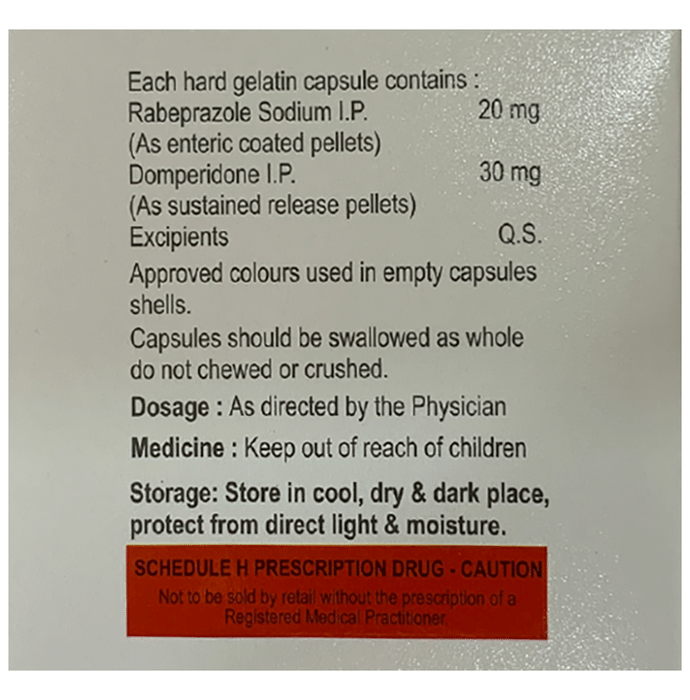 Each hard gelatin capsule contains :
Rabeprazole Sodium I.P. 20 mg
(As enteric coated pellets)
Domperidone I.P. 30 mg
(As sustained release pellets)
Excipients Q.S.
Approved colours used in empty capsules
shells.
Capsules should be swallowed as whole
do not chewed or crushed.
Dosage : As directed by the Physician
Medicine : Keep out of reach of children
Storage: Store in cool, dry & dark place,
protect from direct light & moisture.
SCHEDULE H PRESCRIPTION DRUG - CAUTION
Not to be sold by retail without the prescription of a
Registered Medical Practitioner.